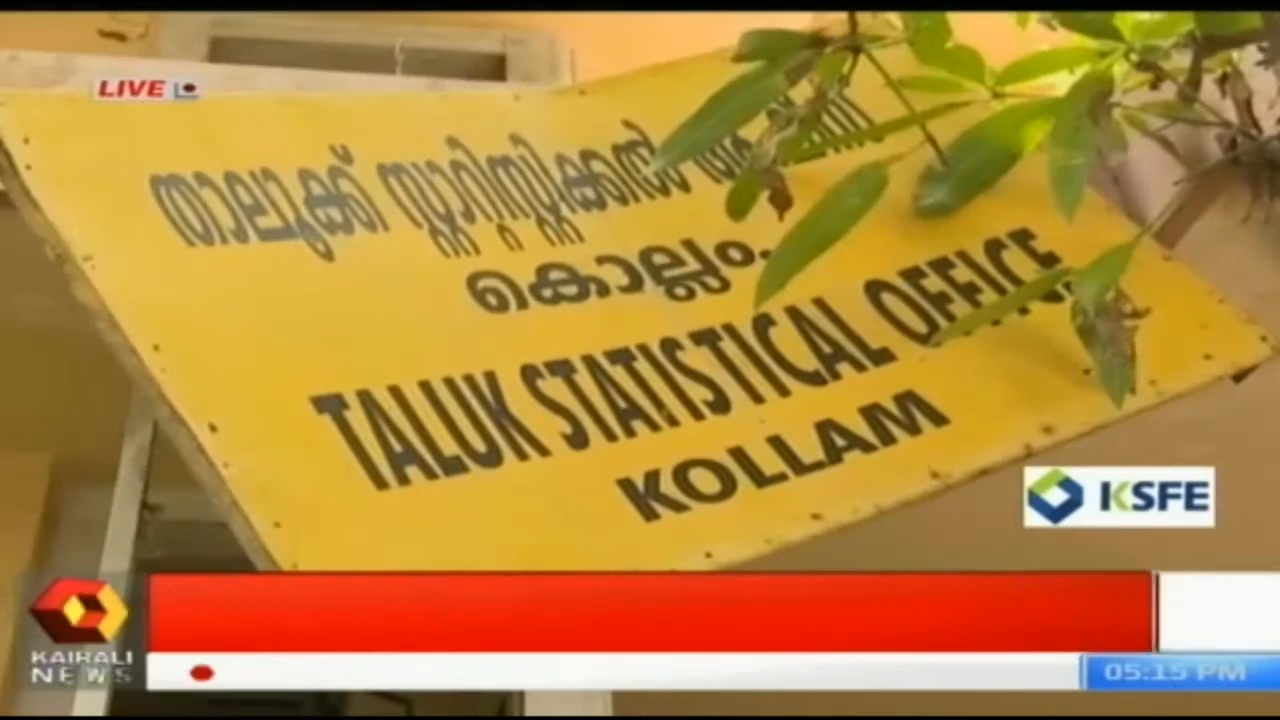 LIVE
താലൂക്ക് സ്റ്റാറ്റിസ്റ്റിക്കൽ
കൊല്ലം.
TALUK STATISTICAL OFFICE
KOLLAM
KSFE
KAIRALI
NEWS
05:15 PM